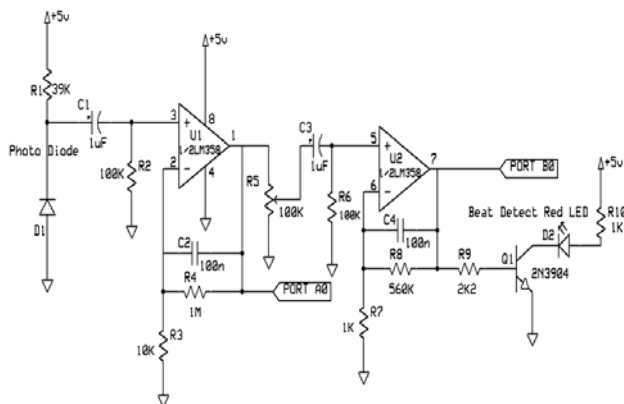 +5v
R1
39K
Photo Diode
D1
C1
1uF
R2
100K
+5v
3
2
8
4
1
+
-
U1
1/2LM358
C2
100n
R4
1M
R3
10K
PORT A0
R5
100K
C3
1uF
R6
100K
5
6
7
+
-
U2
1/2LM358
PORT B0
C4
100n
R8
560K
R7
1K
R9
2K2
Beat Detect Red LED
D2
Q1
2N3904
+5v
R10
1K